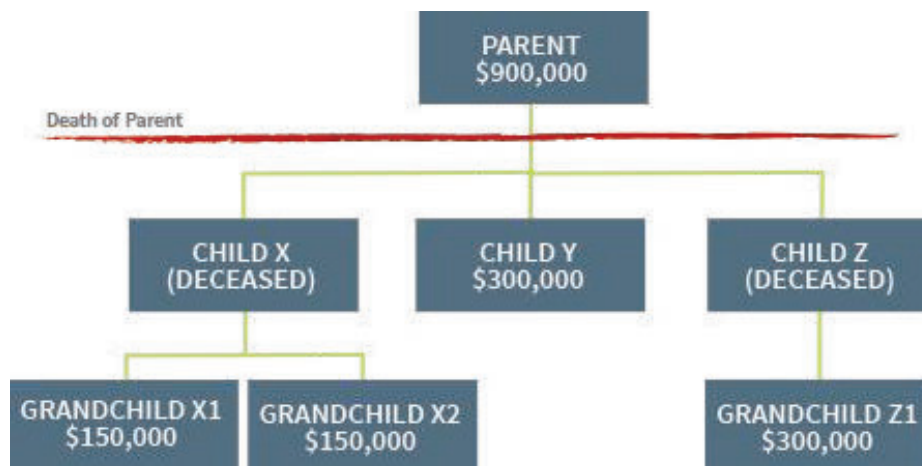 PARENT
$900,000
Death of Parent
CHILD X
(DECEASED)
CHILD Y
$300,000
CHILD Z
(DECEASED)
GRANDCHILD X1
$150,000
GRANDCHILD X2
$150,000
GRANDCHILD Z1
$300,000